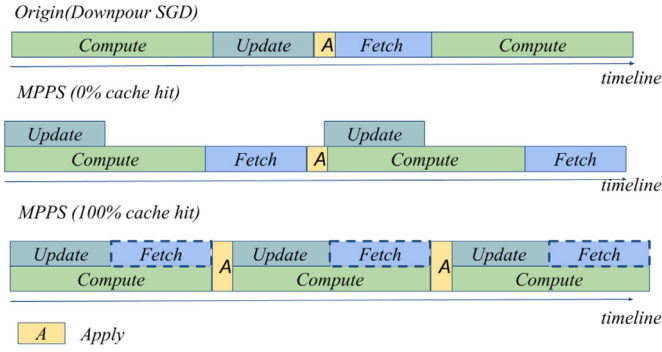 Origin(Downpour SGD)
Compute Update A Fetch Compute
timeline
MPPS (0% cache hit)
Update Update
Compute Fetch A Compute Fetch
timeline
MPPS (100% cache hit)
Update Fetch A Update Fetch A Update Fetch
Compute Compute Compute
timeline
A Apply